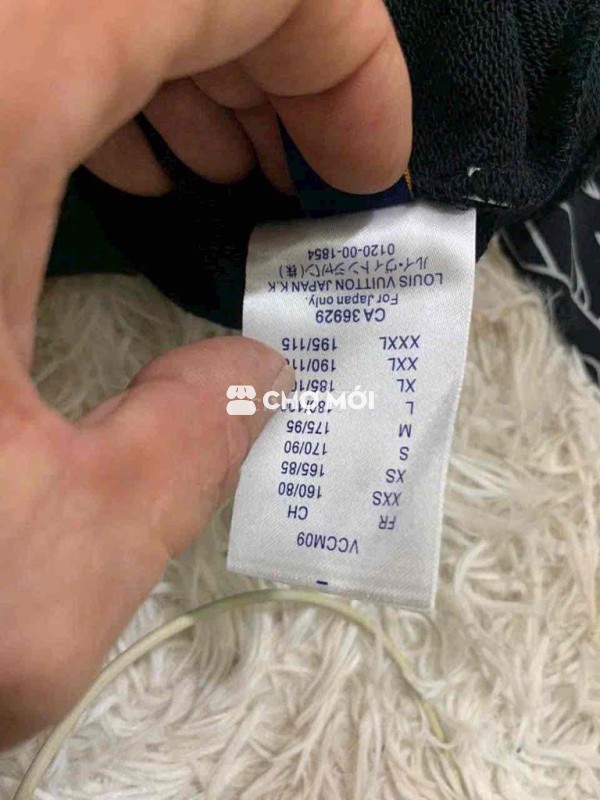 VCCM09
FR CH
XXS 160/80
XS 165/85
S 170/90
M 175/95
L
XL
XXL
XXXL 195/115
CA 36929
For Japan only.
LOUIS VUITTON JAPAN K.K
ルイ・ヴィトンジャパン(株)
0120-00-1854
CHỢ MỚI